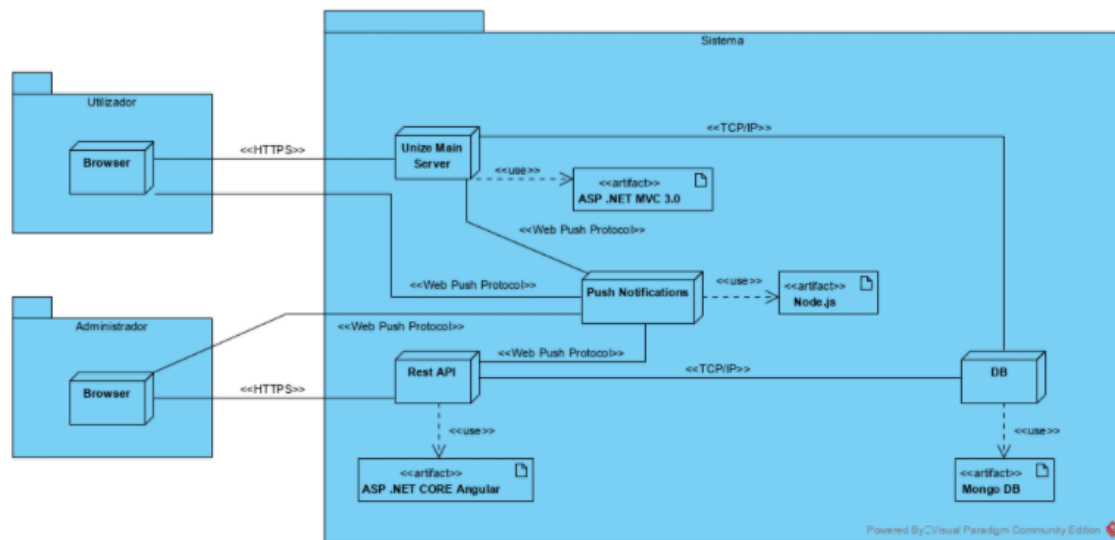 Sistema
Utilizador
Browser
<<HTTPS>>
Unize Main
Server
<<TCP/IP>>
<<use>>
<<artifact>>
ASP .NET MVC 3.0
<<Web Push Protocol>>
<<Web Push Protocol>>
Push Notifications
<<use>>
<<artifact>>
Node.js
Administrador
<<Web Push Protocol>>
<<Web Push Protocol>>
Browser
<<HTTPS>>
Rest API
<<TCP/IP>>
DB
<<use>>
<<use>>
<<artifact>>
ASP .NET CORE Angular
<<artifact>>
Mongo DB
Powered By Visual Paradigm Community Edition